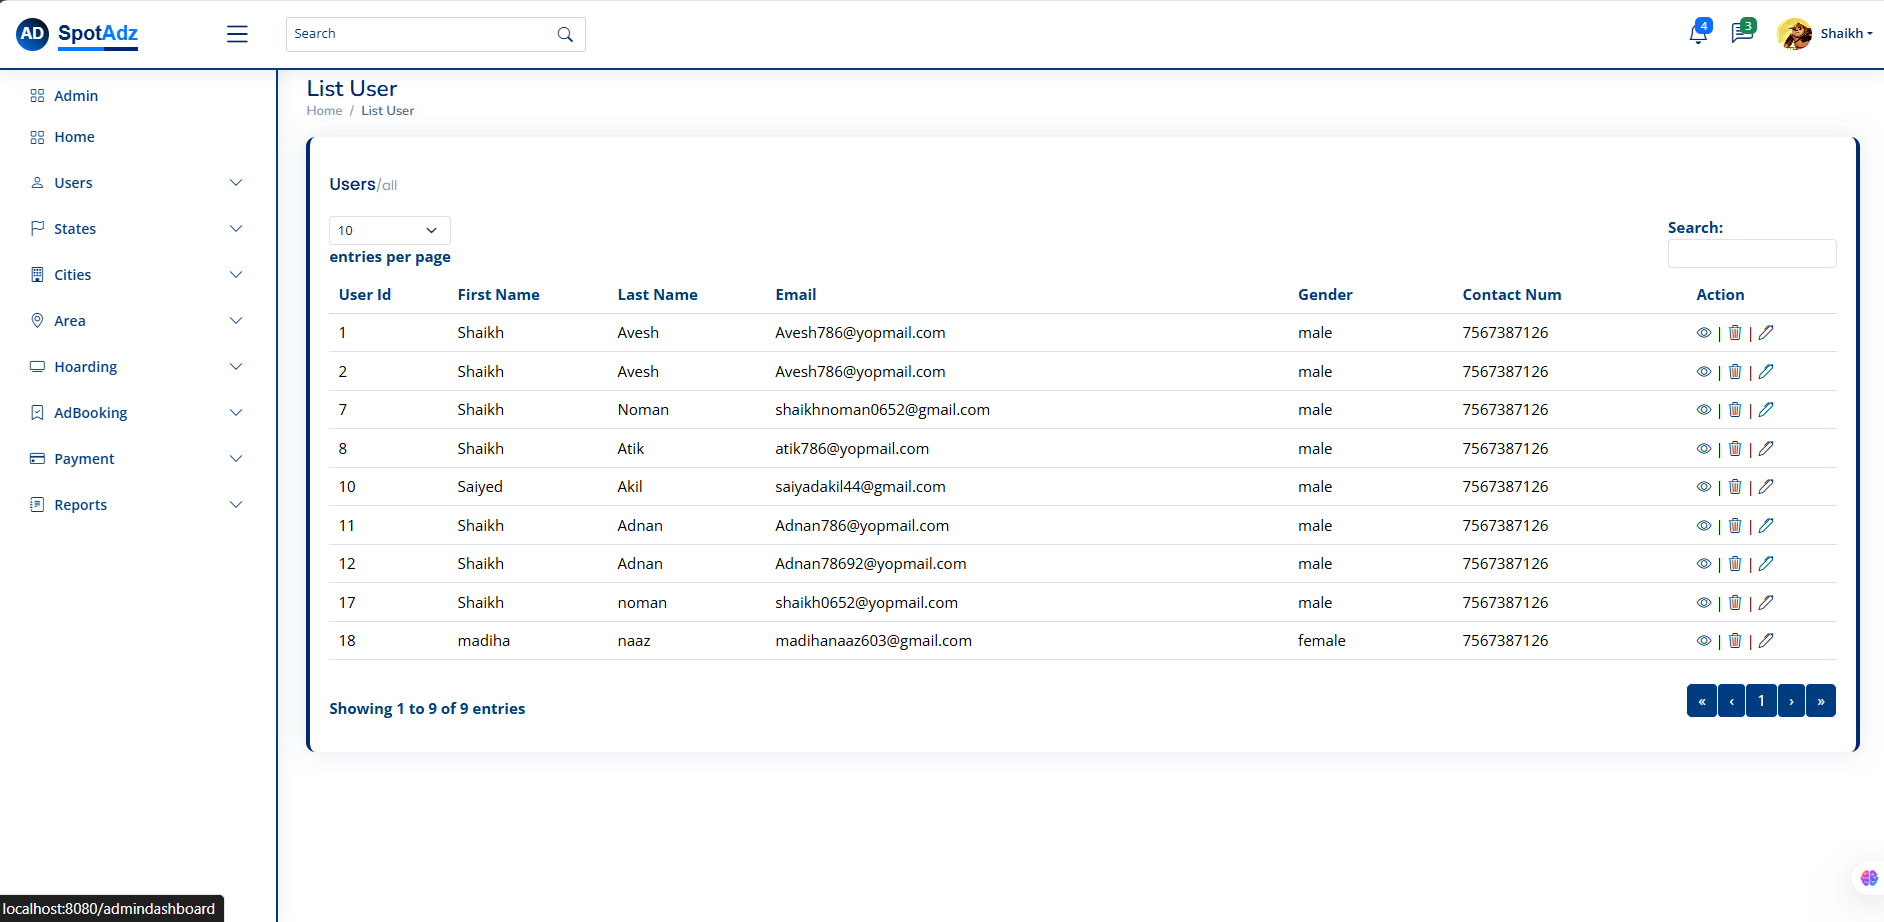 AD SpotAdz Search 4 3 Shaikh
Admin
Home
Users
States
Cities
Area
Hoarding
AdBooking
Payment
Reports
List User
Home / List User
Users/all
10
entries per page
Search:
User Id First Name Last Name Email Gender Contact Num Action
1 Shaikh Avesh Avesh786@yopmail.com male 7567387126 | |
2 Shaikh Avesh Avesh786@yopmail.com male 7567387126 | |
7 Shaikh Noman shaikhnoman0652@gmail.com male 7567387126 | |
8 Shaikh Atik atik786@yopmail.com male 7567387126 | |
10 Saiyed Akil saiyadakil44@gmail.com male 7567387126 | |
11 Shaikh Adnan Adnan786@yopmail.com male 7567387126 | |
12 Shaikh Adnan Adnan78692@yopmail.com male 7567387126 | |
17 Shaikh noman shaikh0652@yopmail.com male 7567387126 | |
18 madiha naaz madihanaaz603@gmail.com female 7567387126 | |
Showing 1 to 9 of 9 entries
« ‹ 1 › »
localhost:8080/admindashboard